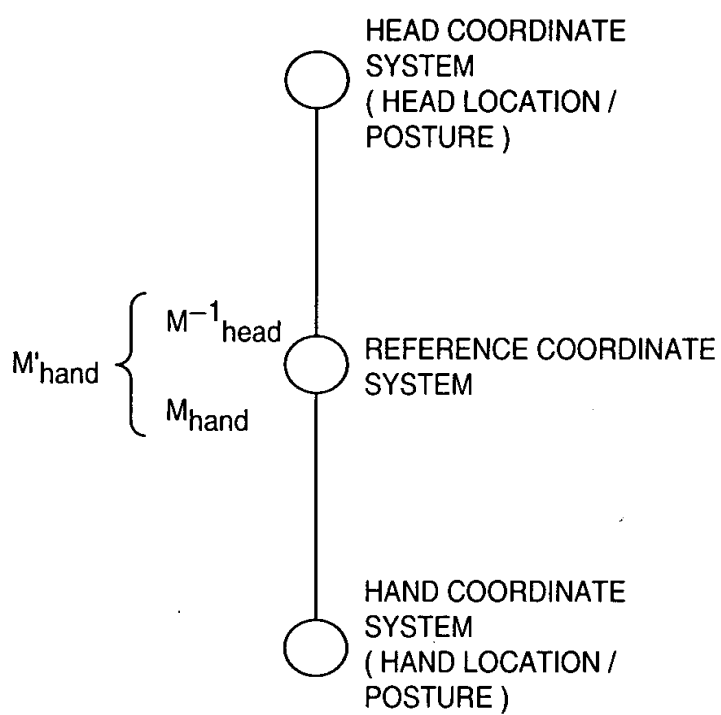 HEAD COORDINATE
SYSTEM
( HEAD LOCATION /
POSTURE )
M⁻¹head
M'hand
Mhand
REFERENCE COORDINATE
SYSTEM
HAND COORDINATE
SYSTEM
( HAND LOCATION /
POSTURE )